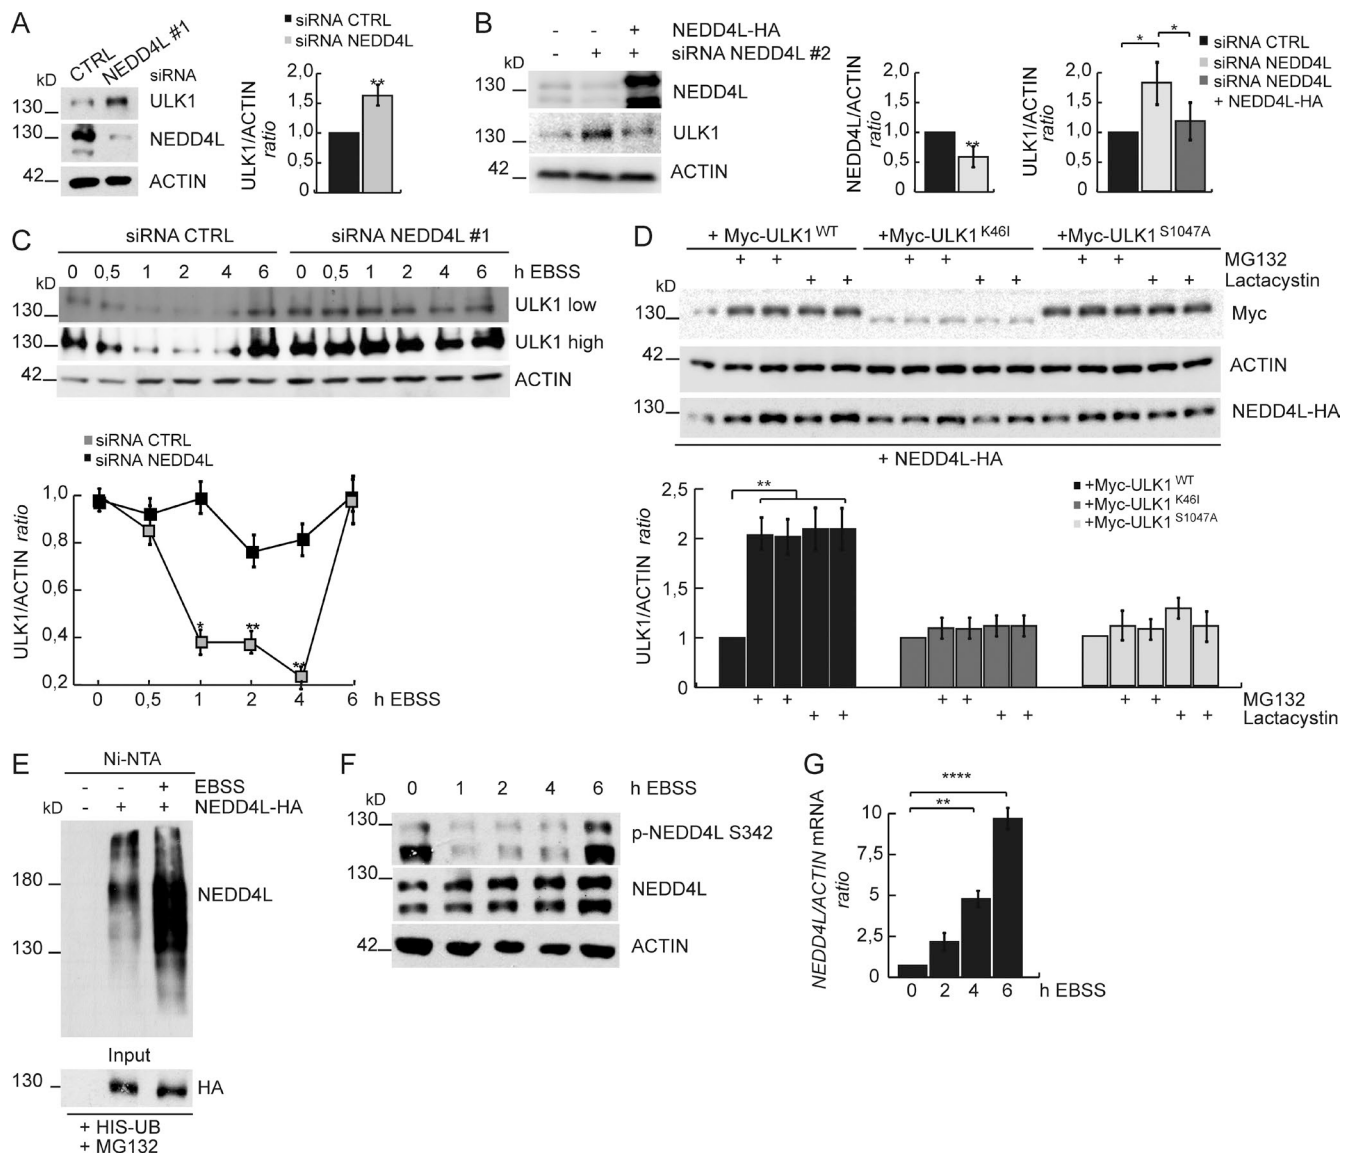 A
CTRL
NEDD4L #1
kD
siRNA
130
ULK1
130
NEDD4L
42
ACTIN
siRNA CTRL
siRNA NEDD4L
ULK1/ACTIN
ratio
2,0
1,5
1,0
0,5
0
**
B
- - + NEDD4L-HA
- + + siRNA NEDD4L #2
kD
130
NEDD4L
130
ULK1
42
ACTIN
NEDD4L/ACTIN
ratio
2,0
1,5
1,0
0,5
0
**
ULK1/ACTIN
ratio
2,0
1,5
1,0
0,5
0
* *
siRNA CTRL
siRNA NEDD4L
siRNA NEDD4L
+ NEDD4L-HA
C
siRNA CTRL siRNA NEDD4L #1
0 0,5 1 2 4 6 0 0,5 1 2 4 6 h EBSS
kD
130
ULK1 low
130
ULK1 high
42
ACTIN
siRNA CTRL
siRNA NEDD4L
ULK1/ACTIN ratio
1,0
0,8
0,6
0,4
0,2
* ** **
0 0,5 1 2 4 6 h EBSS
D
+ Myc-ULK1 WT +Myc-ULK1 K46I +Myc-ULK1 S1047A
+ + + + + + MG132
+ + + + + + Lactacystin
kD
130
Myc
42
ACTIN
130
NEDD4L-HA
+ NEDD4L-HA
ULK1/ACTIN ratio
2,5
2
1,5
1
0
**
+Myc-ULK1 WT
+Myc-ULK1 K46I
+Myc-ULK1 S1047A
+ + + + + + MG132
+ + + + + + Lactacystin
E
Ni-NTA
- - + EBSS
kD - + + NEDD4L-HA
180
NEDD4L
130
Input
130
HA
+ HIS-UB
+ MG132
F
0 1 2 4 6 h EBSS
kD
130
p-NEDD4L S342
130
NEDD4L
42
ACTIN
G
NEDD4L/ACTIN mRNA
ratio
10
7,5
5
2,5
0
****
**
0 2 4 6 h EBSS